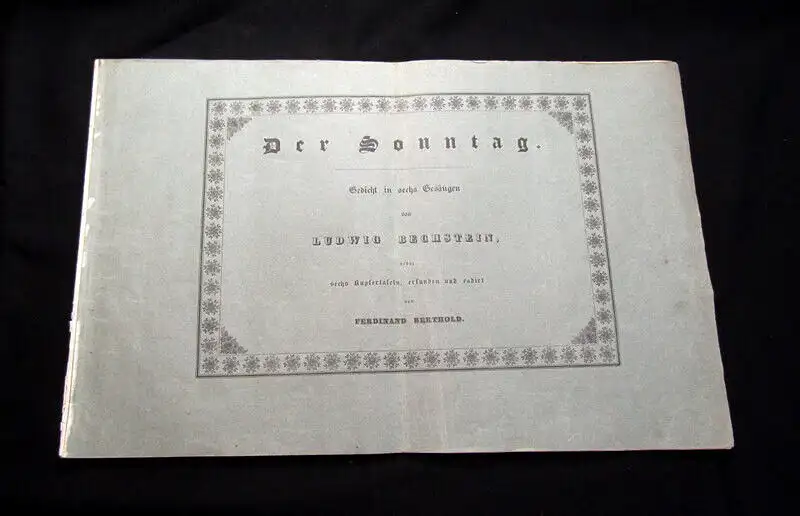 Der Sonntag.
Gedicht in sechs Gesängen
von
LUDWIG BECHSTEIN,
nebst
sechs Kupfertafeln, erfunden und radirt
von
FERDINAND BERTHOLD.